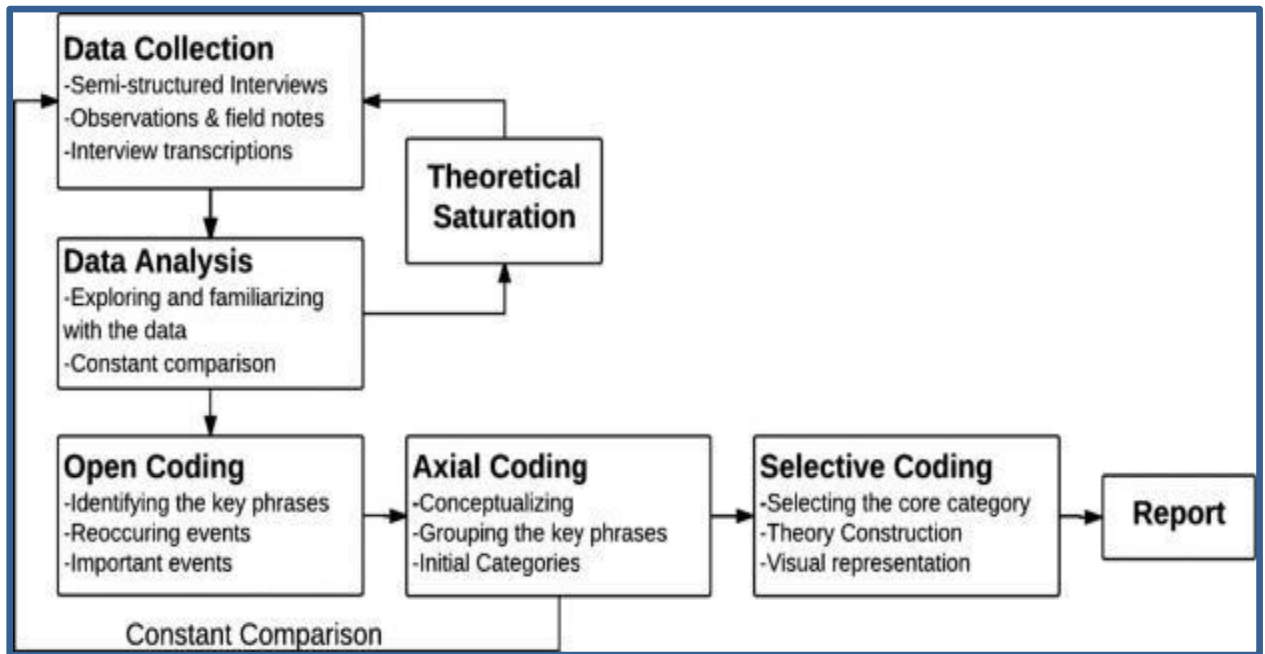 Data Collection
-Semi-structured Interviews
-Observations & field notes
-Interview transcriptions
Theoretical
Saturation
Data Analysis
-Exploring and familiarizing
with the data
-Constant comparison
Open Coding
-Identifying the key phrases
-Reoccuring events
-Important events
Axial Coding
-Conceptualizing
-Grouping the key phrases
-Initial Categories
Selective Coding
-Selecting the core category
-Theory Construction
-Visual representation
Report
Constant Comparison